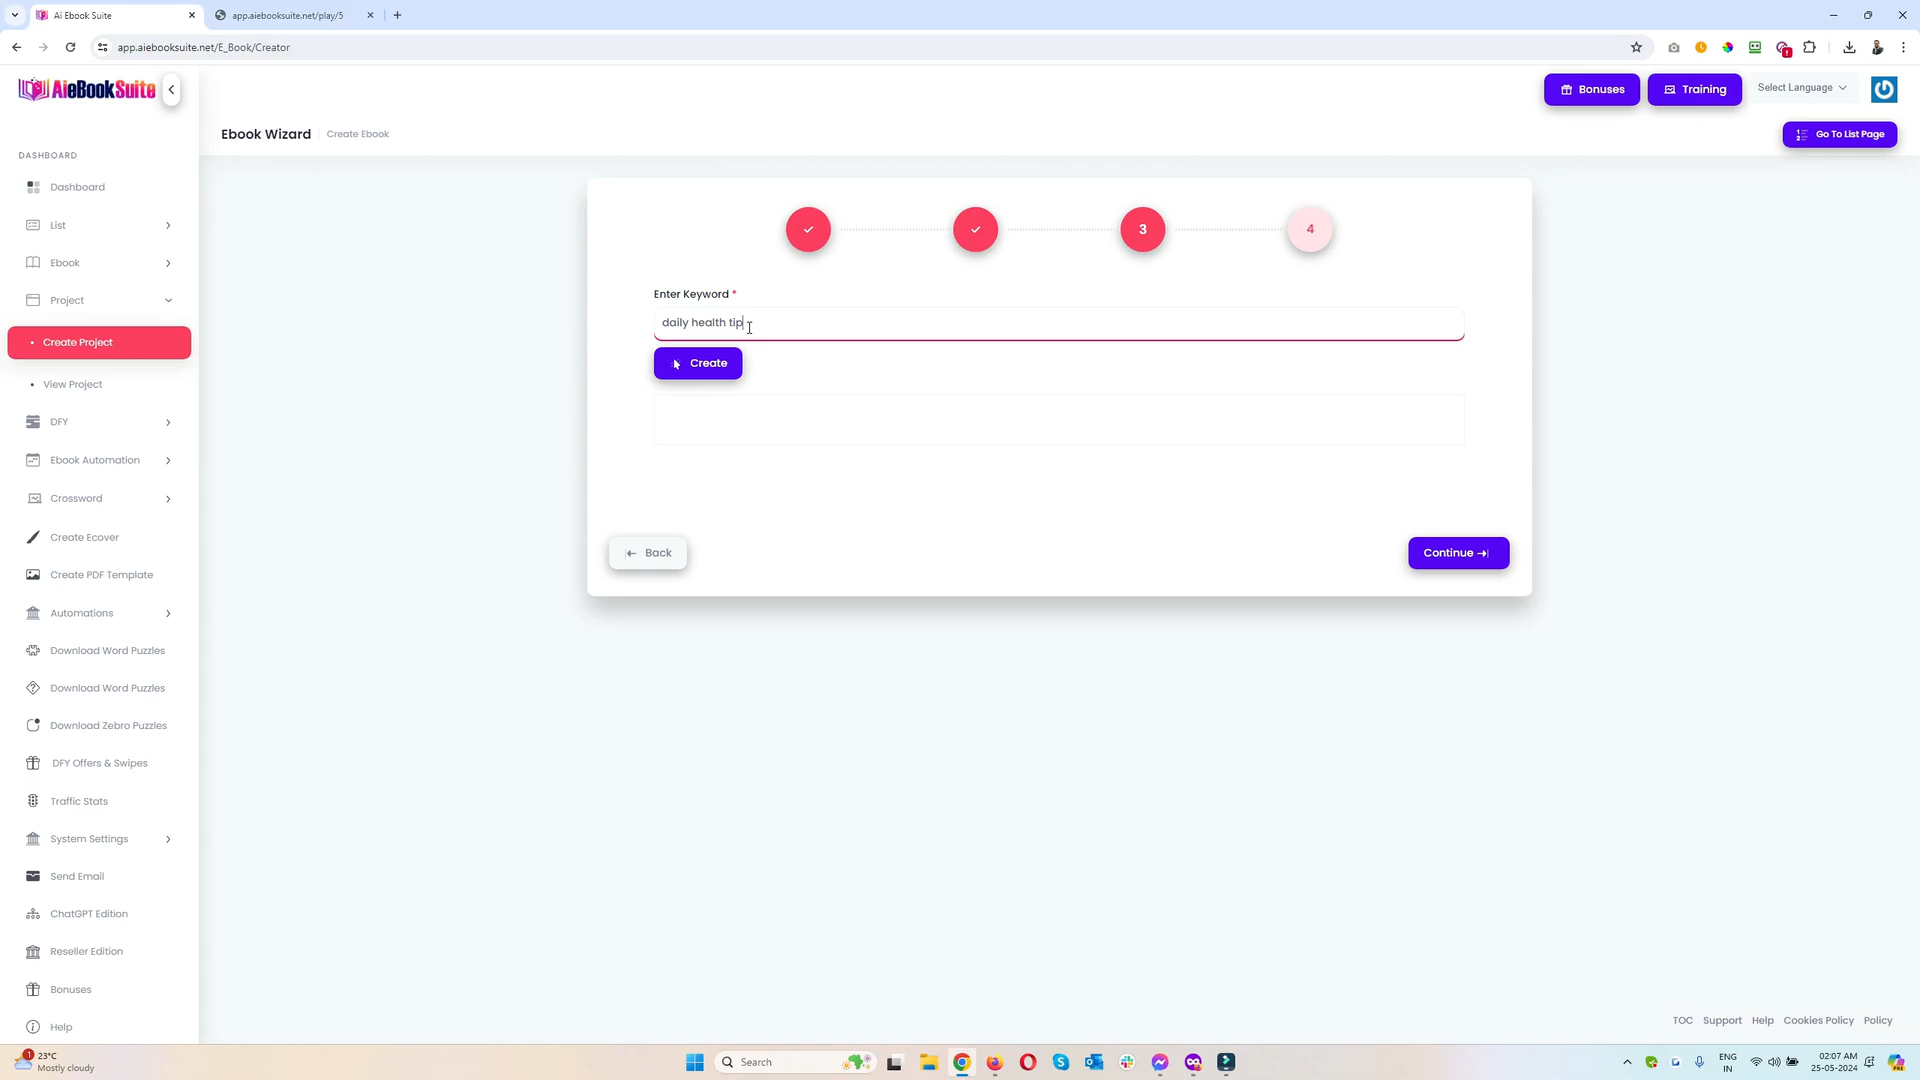 Ai Ebook Suite
app.aiebooksuite.net/play/5
app.aiebooksuite.net/E_Book/Creator
AieBookSuite
Bonuses
Training
Select Language
Ebook Wizard
Create Ebook
Go To List Page
DASHBOARD
Dashboard
List
Ebook
Project
Create Project
View Project
DFY
Ebook Automation
Crossword
Create Ecover
Create PDF Template
Automations
Download Word Puzzles
Download Word Puzzles
Download Zebro Puzzles
DFY Offers & Swipes
Traffic Stats
System Settings
Send Email
ChatGPT Edition
Reseller Edition
Bonuses
Help
3
4
Enter Keyword *
daily health tip
Create
Back
Continue
TOC
Support
Help
Cookies Policy
Policy
1
23°C
Mostly cloudy
Search
ENG
IN
02:07 AM
25-05-2024
PRE